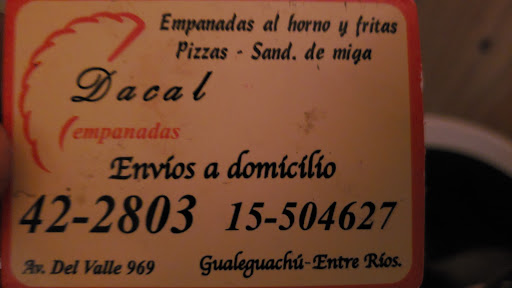 Empanadas al horno y fritas
Pizzas - Sand. de miga
Dacal
empanadas
Envíos a domicilio
42-2803 15-504627
Av. Del Valle 969 Gualeguachú-Entre Ríos.